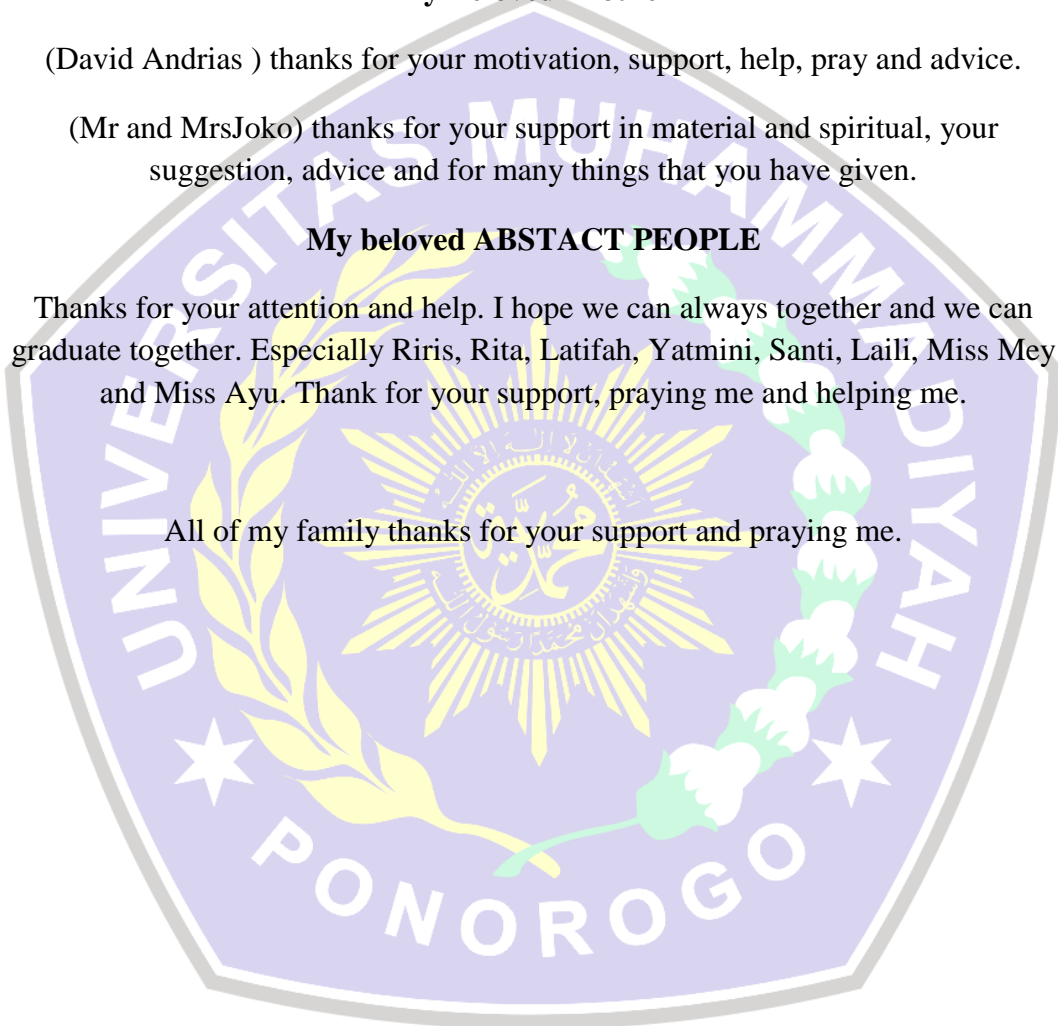 (David Andrias ) thanks for your motivation, support, help, pray and advice.
(Mr and MrsJoko) thanks for your support in material and spiritual, your
suggestion, advice and for many things that you have given.
My beloved ABSTACT PEOPLE
Thanks for your attention and help. I hope we can always together and we can
graduate together. Especially Riris, Rita, Latifah, Yatmini, Santi, Laili, Miss Mey
and Miss Ayu. Thank for your support, praying me and helping me.
All of my family thanks for your support and praying me.
UNIVERSITAS MUHAMMADIYAH
محمد
PONOROGO